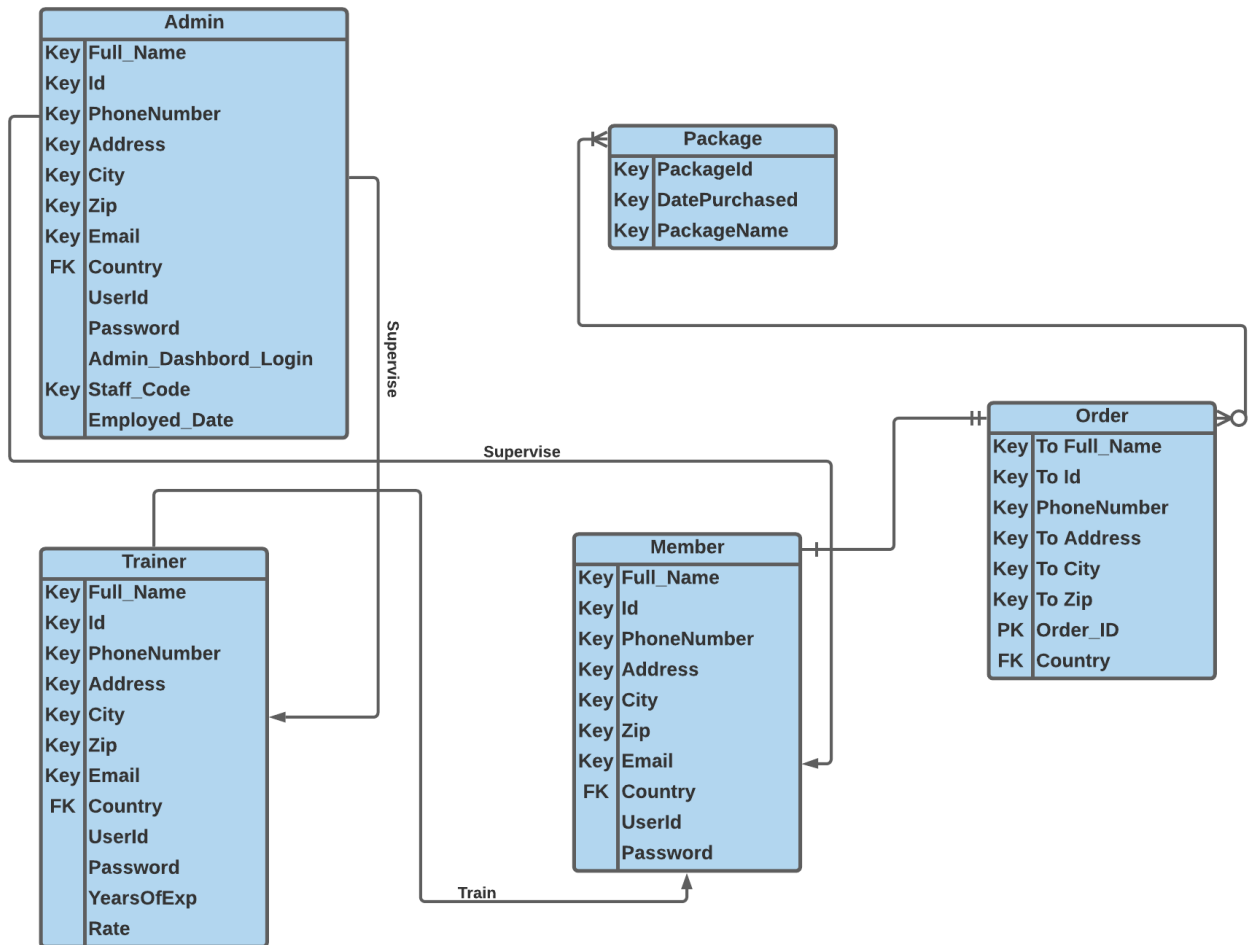 Admin
Key Full_Name
Key Id
Key PhoneNumber
Key Address
Key City
Key Zip
Key Email
FK Country
UserId
Password
Admin_Dashbord_Login
Key Staff_Code
Employed_Date
Supervise
Supervise
Package
Key PackageId
Key DatePurchased
Key PackageName
Order
Key To Full_Name
Key To Id
Key PhoneNumber
Key To Address
Key To City
Key To Zip
PK Order_ID
FK Country
Trainer
Key Full_Name
Key Id
Key PhoneNumber
Key Address
Key City
Key Zip
Key Email
FK Country
UserId
Password
YearsOfExp
Rate
Train
Member
Key Full_Name
Key Id
Key PhoneNumber
Key Address
Key City
Key Zip
Key Email
FK Country
UserId
Password